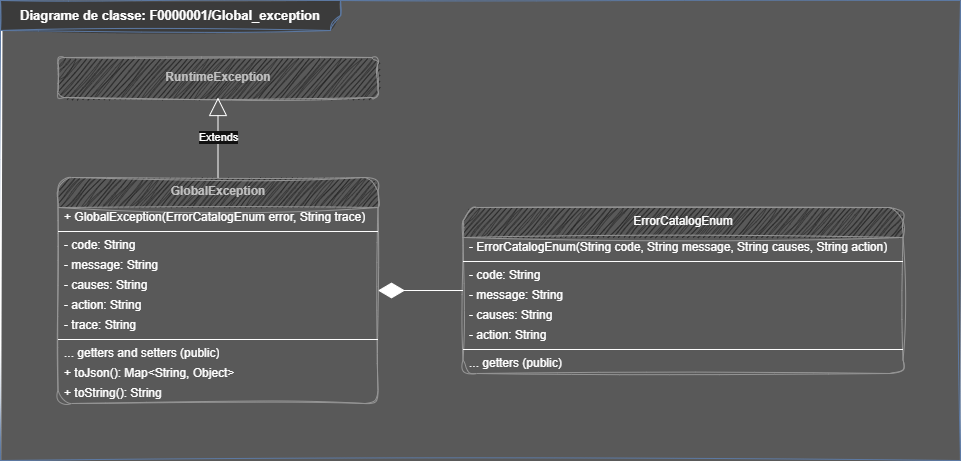 Diagrame de classe: F0000001/Global_exception
RuntimeException
Extends
GlobalException
+ GlobalException(ErrorCatalogEnum error, String trace)
- code: String
- message: String
- causes: String
- action: String
- trace: String
... getters and setters (public)
+ toJson(): Map<String, Object>
+ toString(): String
ErrorCatalogEnum
- ErrorCatalogEnum(String code, String message, String causes, String action)
- code: String
- message: String
- causes: String
- action: String
... getters (public)